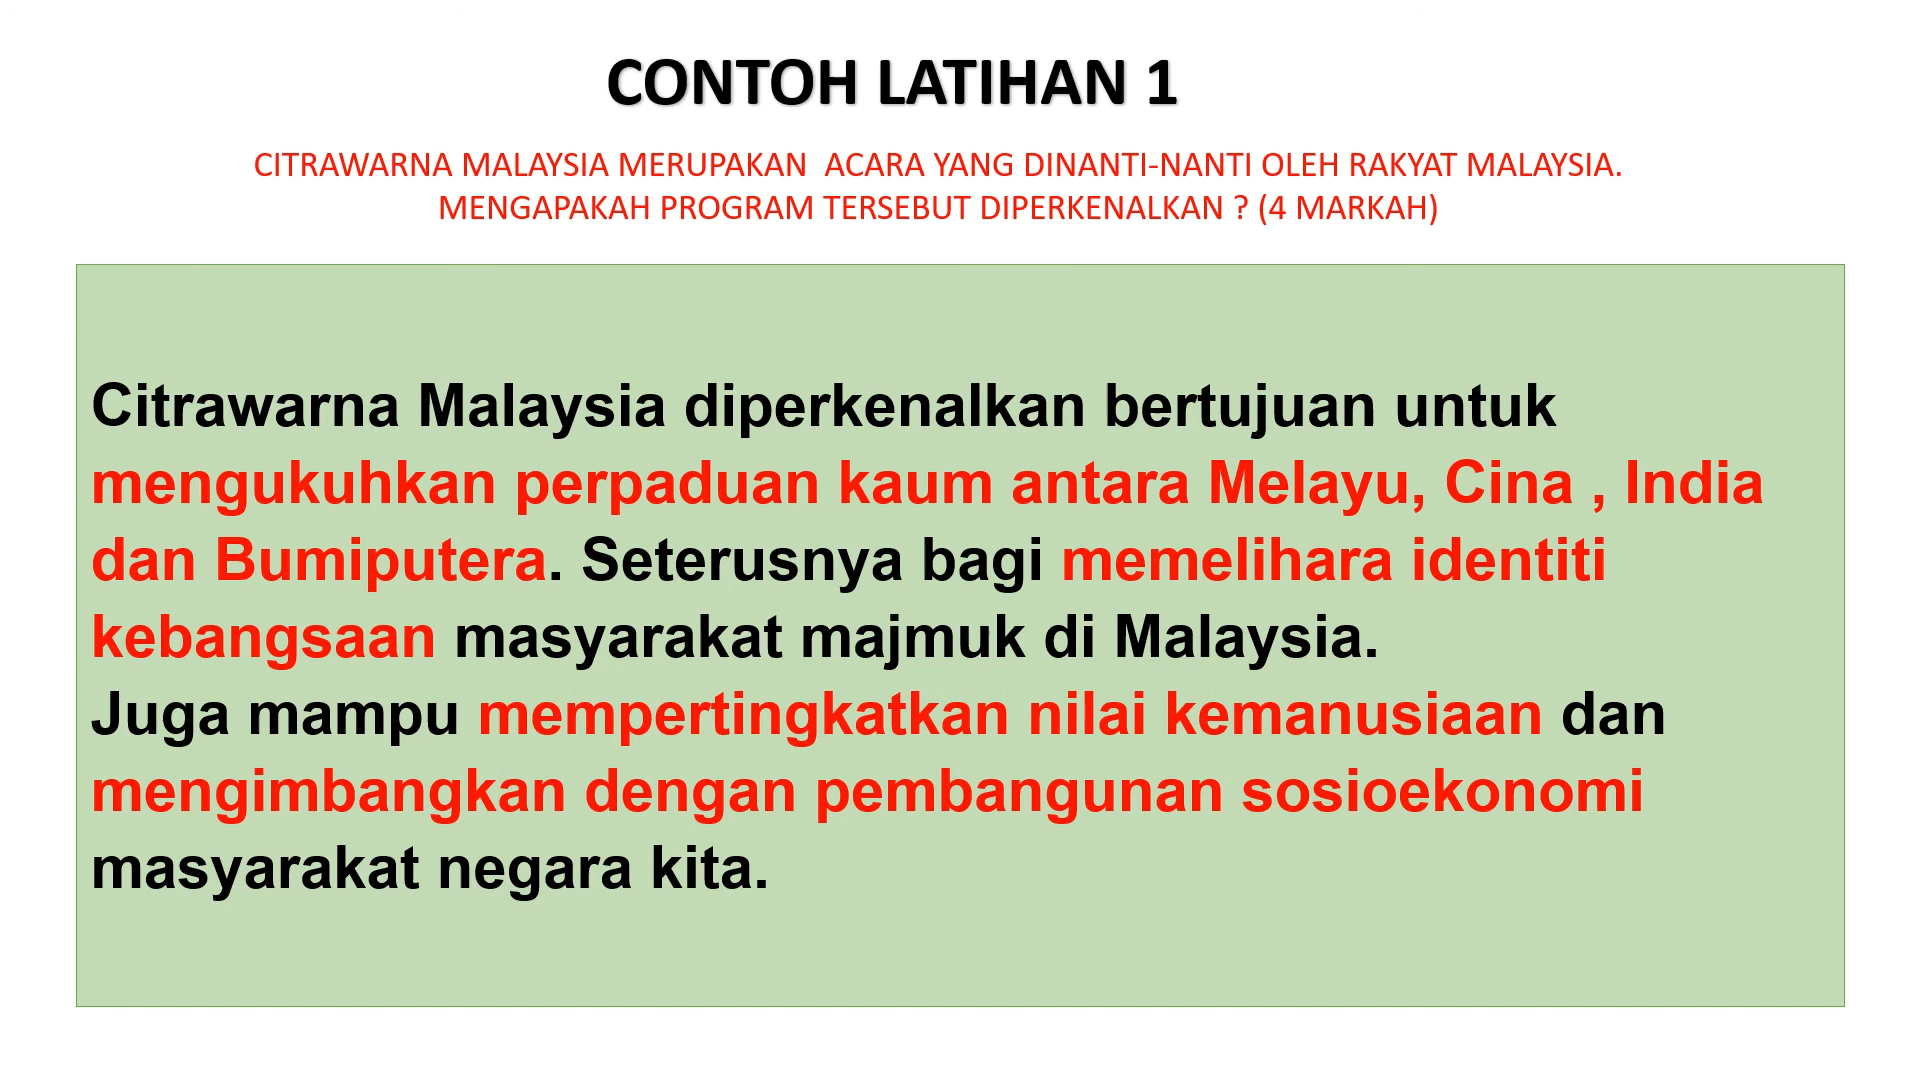 CONTOH LATIHAN 1
CITRAWARNA MALAYSIA MERUPAKAN  ACARA YANG DINANTI-NANTI OLEH RAKYAT MALAYSIA.
MENGAPAKAH PROGRAM TERSEBUT DIPERKENALKAN ? (4 MARKAH)
Citrawarna Malaysia diperkenalkan bertujuan untuk
mengukuhkan perpaduan kaum antara Melayu, Cina , India
dan Bumiputera. Seterusnya bagi memelihara identiti
kebangsaan masyarakat majmuk di Malaysia.
Juga mampu mempertingkatkan nilai kemanusiaan dan
mengimbangkan dengan pembangunan sosioekonomi
masyarakat negara kita.